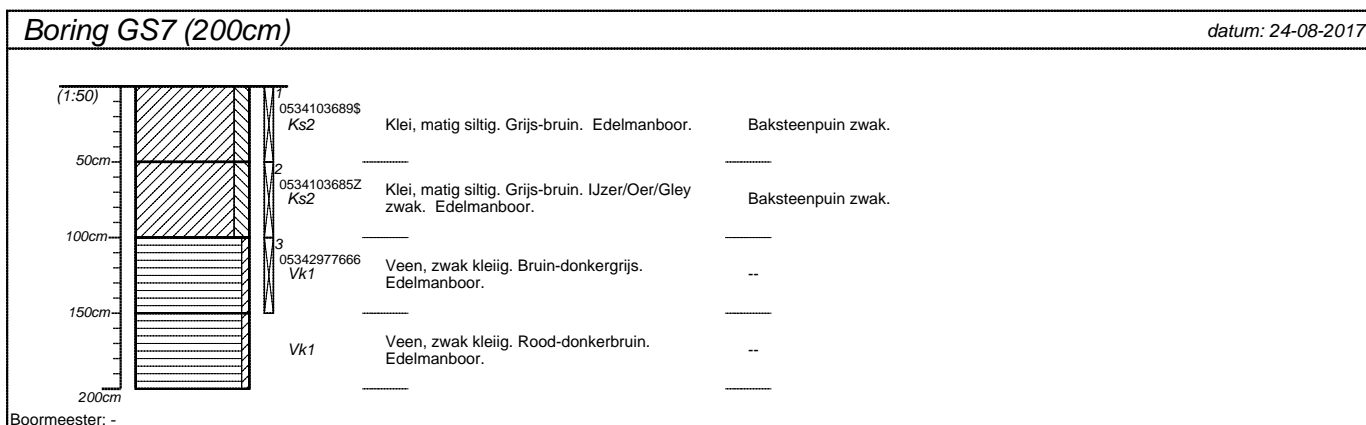 Boring GS7 (200cm)
datum: 24-08-2017
(1:50)
1
0534103689$
Ks2 Klei, matig siltig. Grijs-bruin. Edelmanboor. Baksteenpuin zwak.
50cm
2
0534103685Z
Ks2 Klei, matig siltig. Grijs-bruin. IJzer/Oer/Gley
zwak. Edelmanboor.
Baksteenpuin zwak.
100cm
3
05342977666
Vk1 Veen, zwak kleiig. Bruin-donkergrijs.
Edelmanboor.
--
150cm
Vk1 Veen, zwak kleiig. Rood-donkerbruin.
Edelmanboor.
--
200cm
Boormeester: -